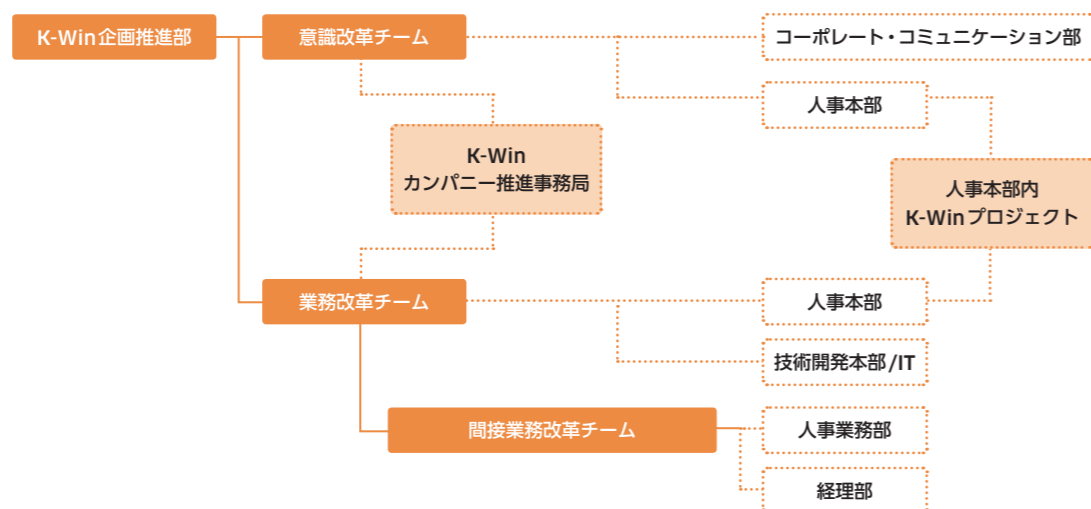 K-Win企画推進部
意識改革チーム
コーポレート・コミュニケーション部
人事本部
K-Win
カンパニー推進事務局
人事本部内
K-Winプロジェクト
業務改革チーム
人事本部
技術開発本部/IT
間接業務改革チーム
人事業務部
経理部